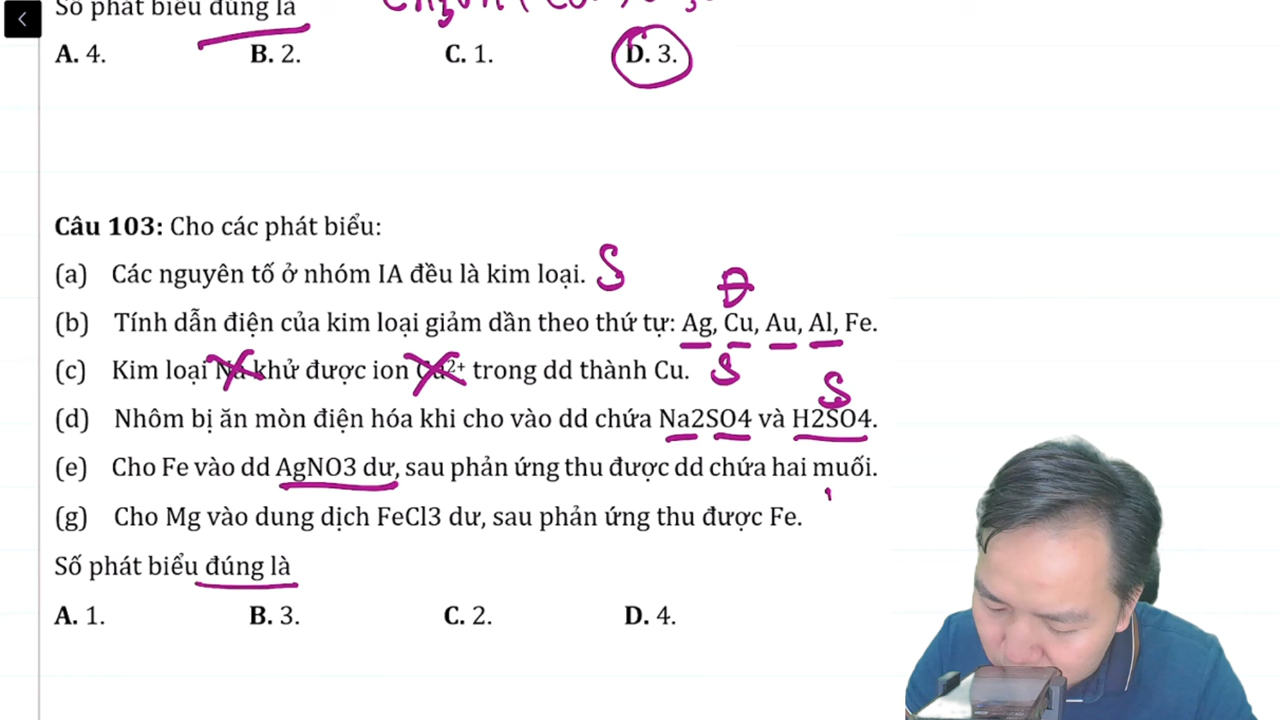 Số phát biểu đúng là
A. 4. B. 2. C. 1. D. 3.
Câu 103: Cho các phát biểu:
(a) Các nguyên tố ở nhóm IA đều là kim loại. S
Đ
(b) Tính dẫn điện của kim loại giảm dần theo thứ tự: Ag, Cu, Au, Al, Fe.
(c) Kim loại Na khử được ion Cu2+ trong dd thành Cu. S
S
(d) Nhôm bị ăn mòn điện hóa khi cho vào dd chứa Na2SO4 và H2SO4.
(e) Cho Fe vào dd AgNO3 dư, sau phản ứng thu được dd chứa hai muối.
(g) Cho Mg vào dung dịch FeCl3 dư, sau phản ứng thu được Fe.
Số phát biểu đúng là
A. 1. B. 3. C. 2. D. 4.